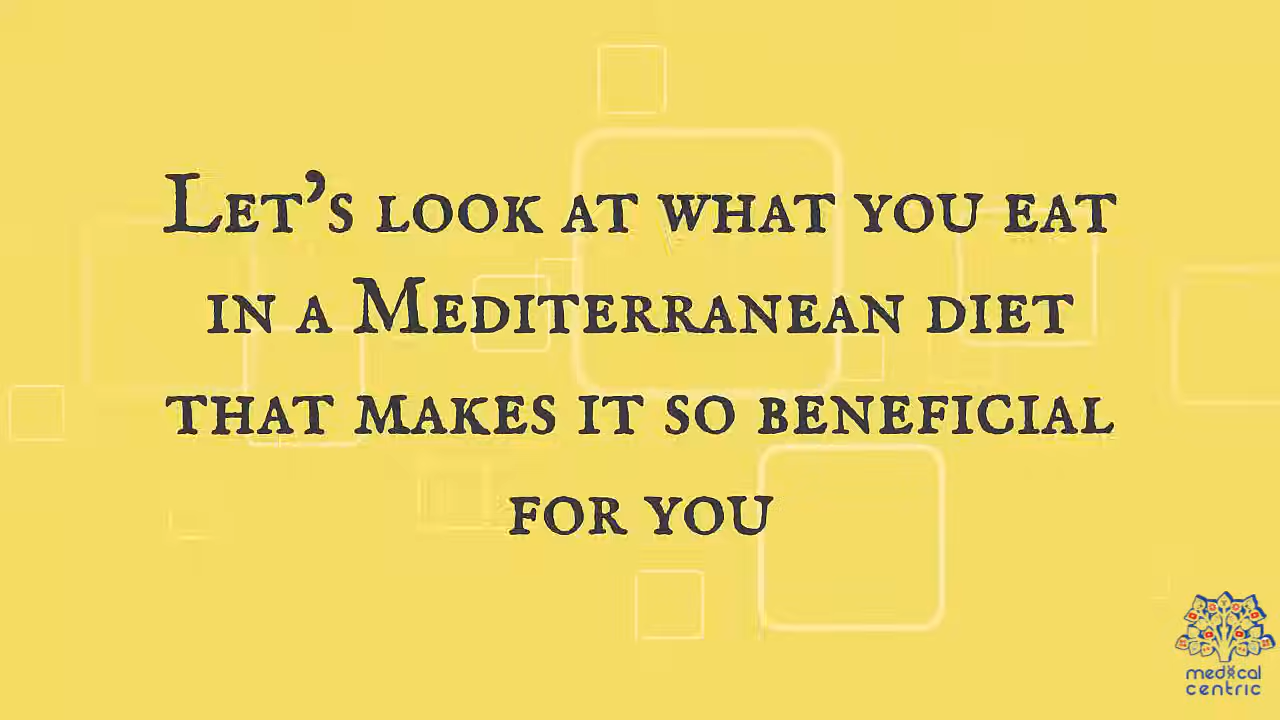 Let's look at what you eat
in a Mediterranean diet
that makes it so beneficial
for you
medical
centric